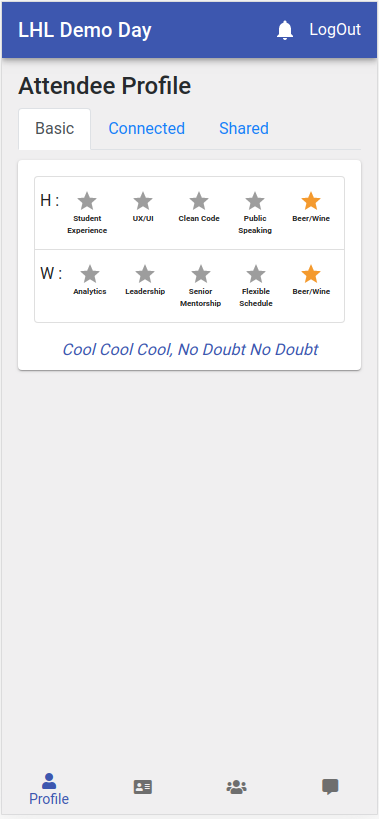 LHL Demo Day
LogOut
Attendee Profile
Basic
Connected
Shared
H :
Student
Experience
UX/UI
Clean Code
Public
Speaking
Beer/Wine
W :
Analytics
Leadership
Senior
Mentorship
Flexible
Schedule
Beer/Wine
Cool Cool Cool, No Doubt No Doubt
Profile